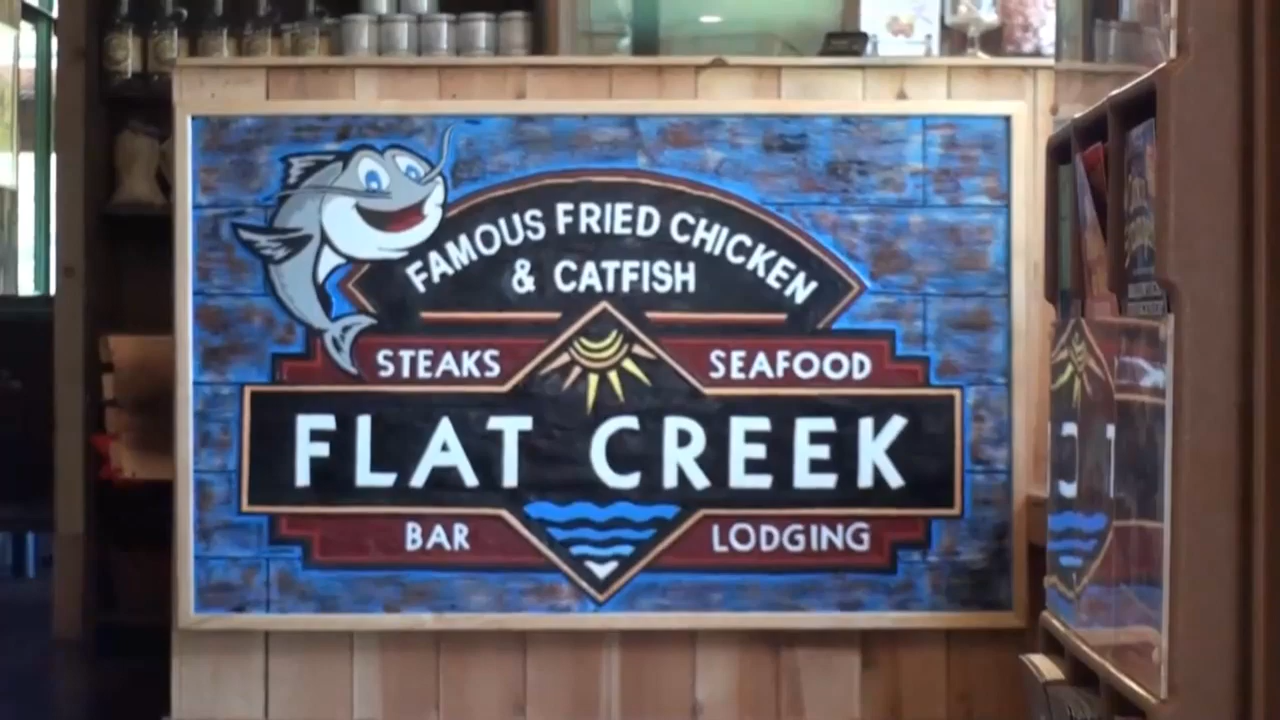 FAMOUS FRIED CHICKEN
& CATFISH
STEAKS SEAFOOD
FLAT CREEK
BAR LODGING